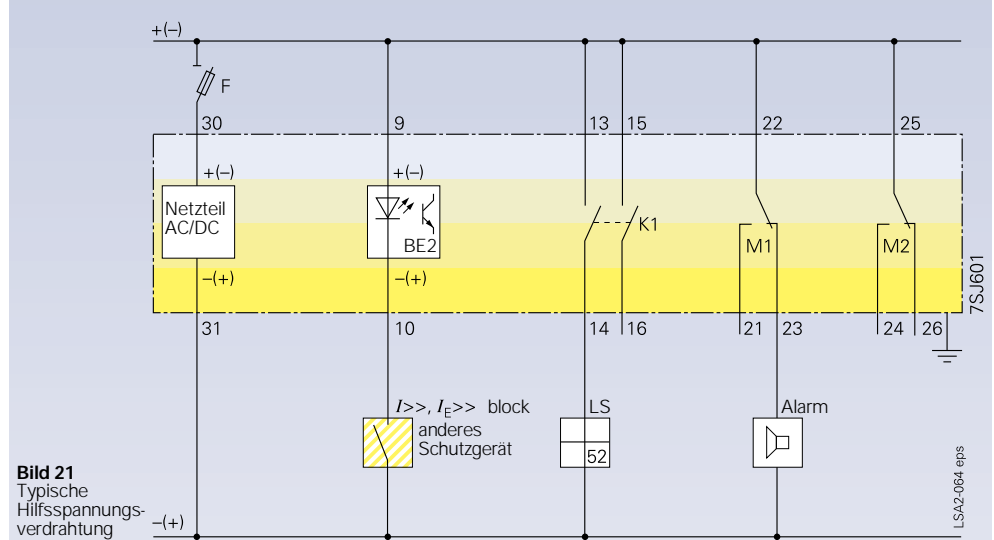 +(–)
F
30 9 13 15 22 25
+(–) +(–)
Netzteil
AC/DC
BE2
K1
M1 M2
–(+) –(+)
7SJ601
31 10 14 16 21 23 24 26
I>>, IE>> block
anderes
Schutzgerät
LS
52
Alarm
Bild 21
Typische
Hilfsspannungs-
verdrahtung
–(+)
LSA2-064 eps